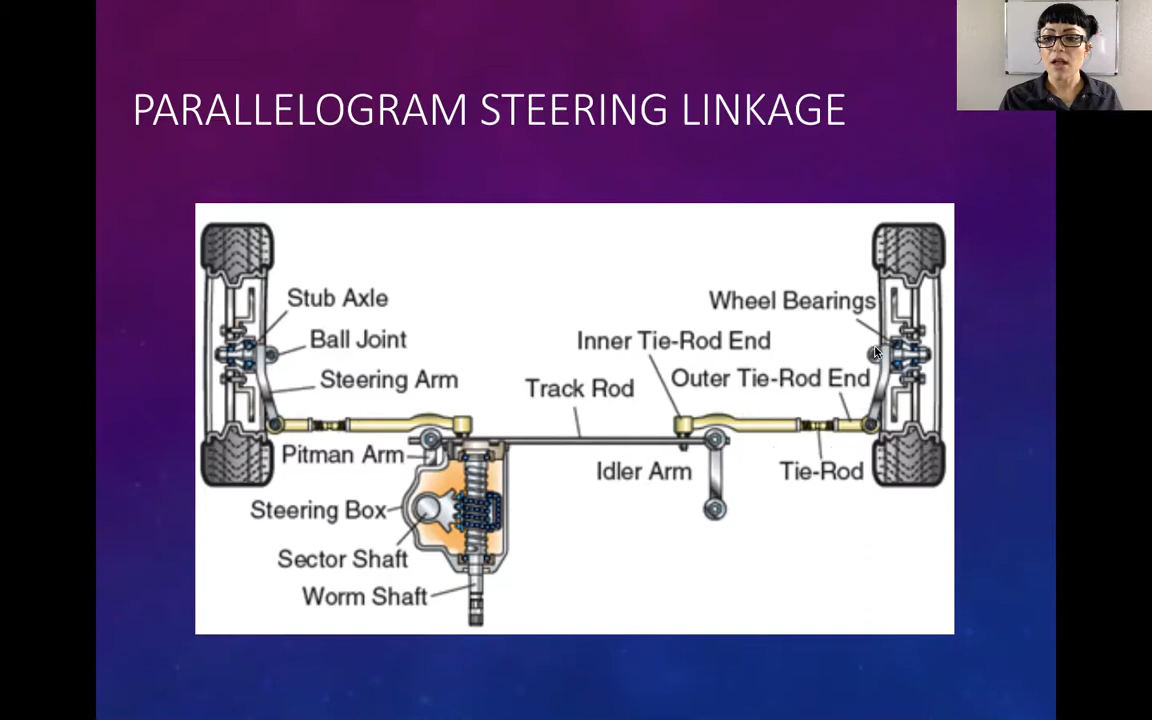 PARALLELOGRAM STEERING LINKAGE
Stub Axle
Wheel Bearings
Ball Joint
Inner Tie-Rod End
Steering Arm
Track Rod
Outer Tie-Rod End
Pitman Arm
Idler Arm
Tie-Rod
Steering Box
Sector Shaft
Worm Shaft